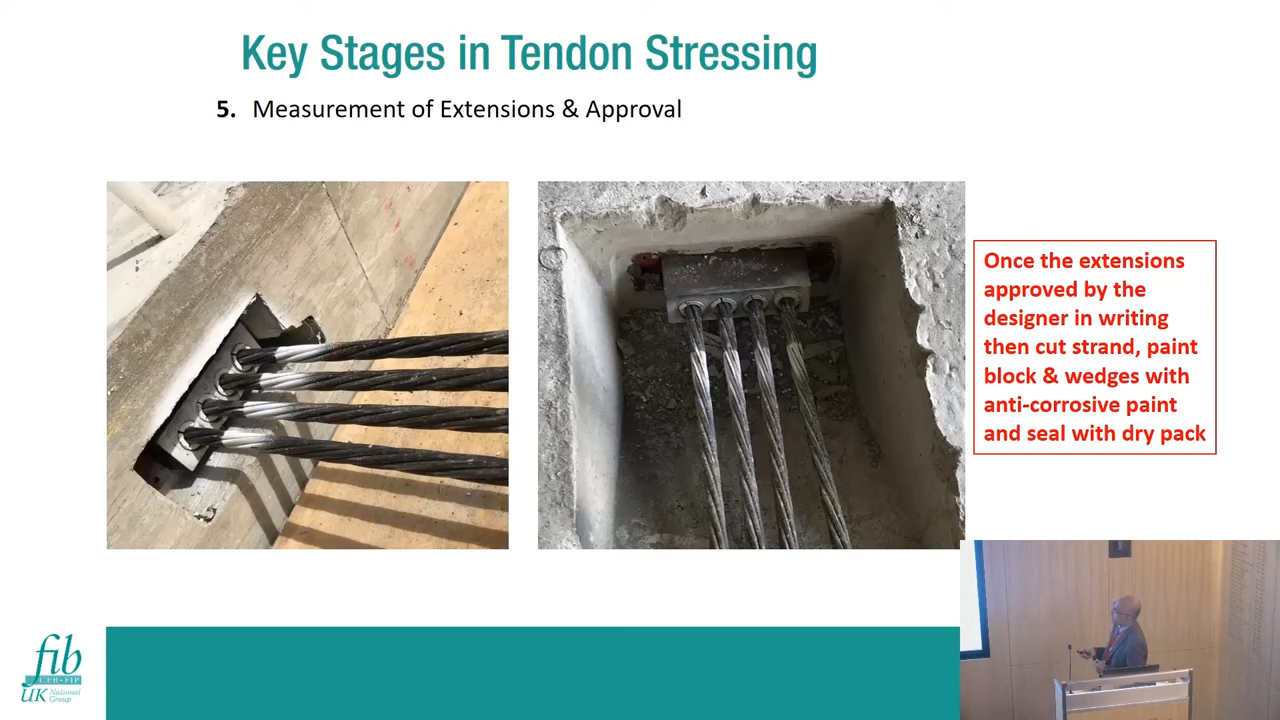 Key Stages in Tendon Stressing
5. Measurement of Extensions & Approval
Once the extensions
approved by the
designer in writing
then cut strand, paint
block & wedges with
anti-corrosive paint
and seal with dry pack
fib
CEB-FIP
UK National
Group